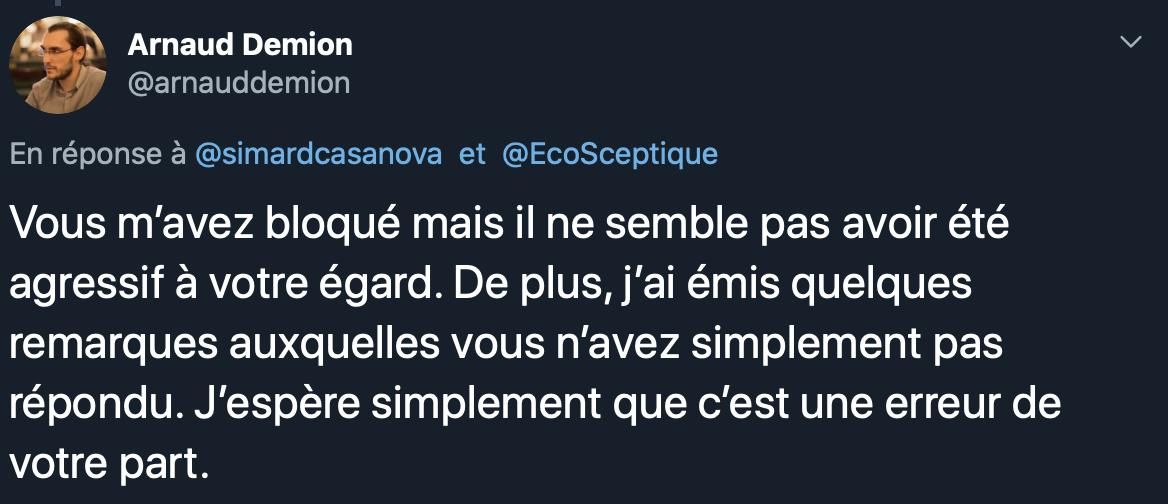 Arnaud Demion
@arnauddemion
En réponse à @simardcasanova et @EcoSceptique
Vous m’avez bloqué mais il ne semble pas avoir été
agressif à votre égard. De plus, j’ai émis quelques
remarques auxquelles vous n’avez simplement pas
répondu. J’espère simplement que c’est une erreur de
votre part.